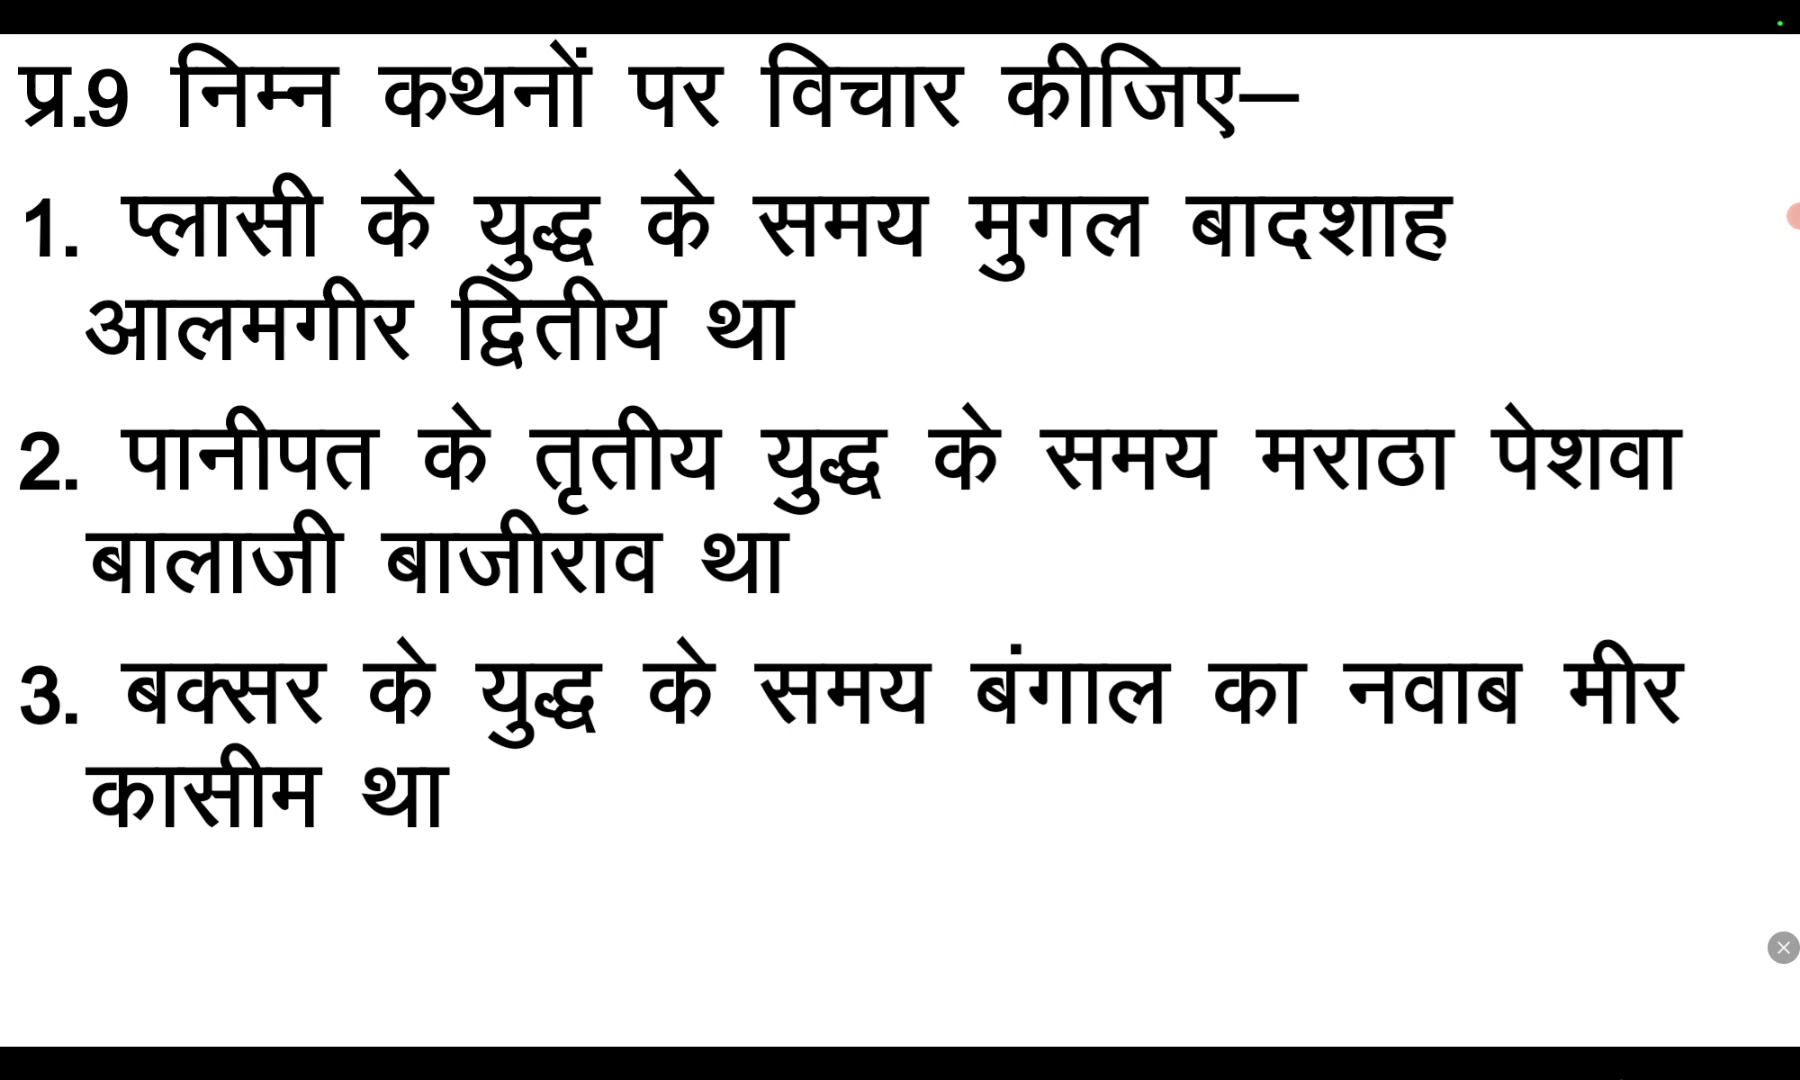 प्र.9 निम्न कथनों पर विचार कीजिए–
1. प्लासी के युद्ध के समय मुगल बादशाह
आलमगीर द्वितीय था
2. पानीपत के तृतीय युद्ध के समय मराठा पेशवा
बालाजी बाजीराव था
3. बक्सर के युद्ध के समय बंगाल का नवाब मीर
कासीम था